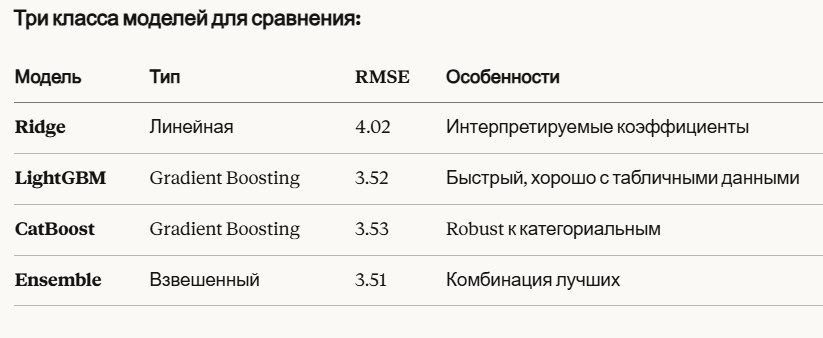 Три класса моделей для сравнения:
Модель Тип RMSE Особенности
Ridge Линейная 4.02 Интерпретируемые коэффициенты
LightGBM Gradient Boosting 3.52 Быстрый, хорошо с табличными данными
CatBoost Gradient Boosting 3.53 Robust к категориальным
Ensemble Взвешенный 3.51 Комбинация лучших